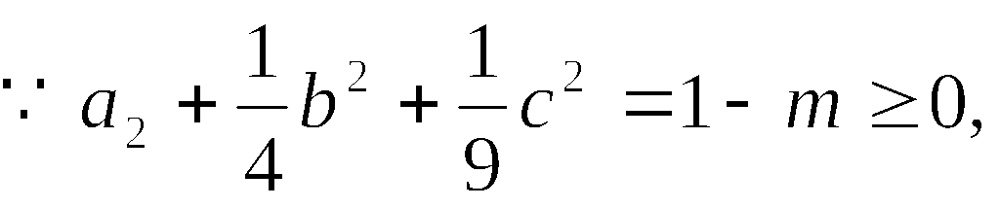 ∵ a₂ + 1/4 b² + 1/9 c² =1- m ≥0,